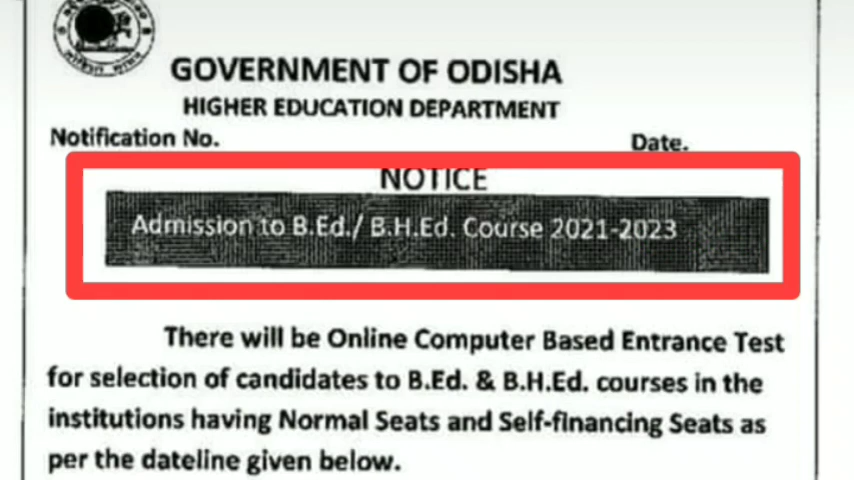 GOVERNMENT OF ODISHA
HIGHER EDUCATION DEPARTMENT
Notification No. Date.
NOTICE
Admission to B.Ed./ B.H.Ed. Course 2021-2023
There will be Online Computer Based Entrance Test
for selection of candidates to B.Ed. & B.H.Ed. courses in the
institutions having Normal Seats and Self-financing Seats as
per the dateline given below.